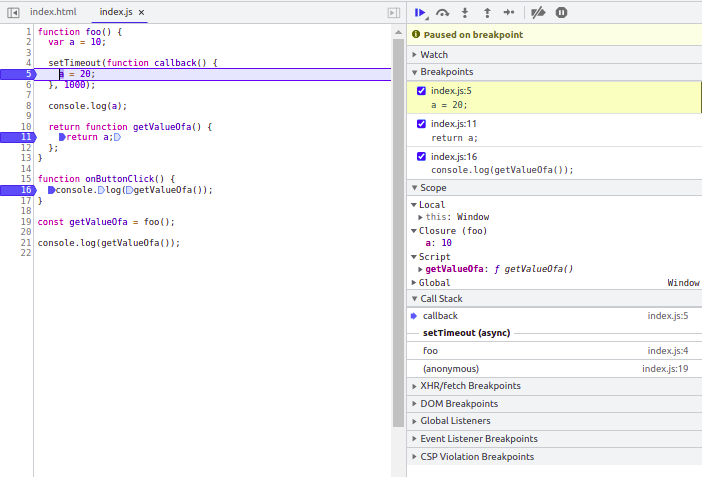 index.html index.js ×
1 function foo() {
2 var a = 10;
3
4 setTimeout(function callback() {
5 a = 20;
6 }, 1000);
7
8 console.log(a);
9
10 return function getValueOfa() {
11 return a;
12 };
13 }
14
15 function onButtonClick() {
16 console.log(getValueOfa());
17 }
18
19 const getValueOfa = foo();
20
21 console.log(getValueOfa());
22
Paused on breakpoint
Watch
Breakpoints
index.js:5
a = 20;
index.js:11
return a;
index.js:16
console.log(getValueOfa());
Scope
Local
this: Window
Closure (foo)
a: 10
Script
getValueOfa: ƒ getValueOfa()
Global Window
Call Stack
callback index.js:5
setTimeout (async)
foo index.js:4
(anonymous) index.js:19
XHR/fetch Breakpoints
DOM Breakpoints
Global Listeners
Event Listener Breakpoints
CSP Violation Breakpoints